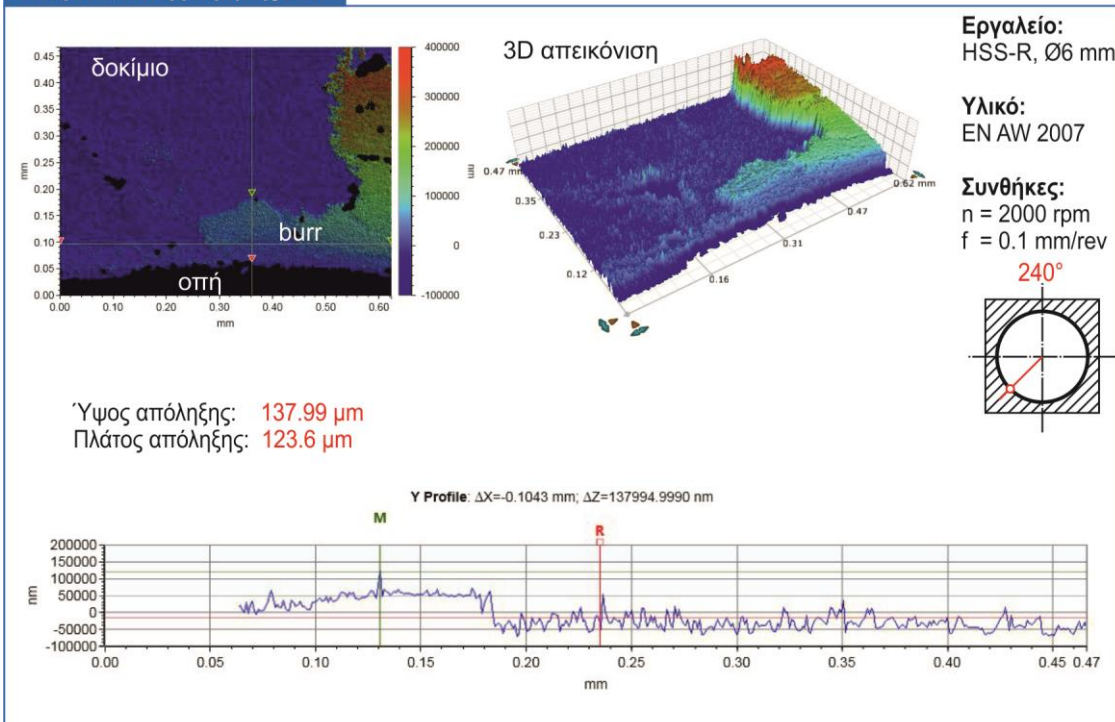 δοκίμιο
burr
οπή
0.45
0.40
0.35
0.30
0.25
0.20
0.15
0.10
0.05
0.00
mm
0.00 0.10 0.20 0.30 0.40 0.50 0.60
mm
400000
300000
200000
100000
0
-100000
nm
3D απεικόνιση
0.47 mm
0.35
0.23
0.12
0.16
0.31
0.47
0.62 mm
Εργαλείο:
HSS-R, Ø6 mm
Υλικό:
EN AW 2007
Συνθήκες:
n = 2000 rpm
f = 0.1 mm/rev
240°
Ύψος απόληξης: 137.99 μm
Πλάτος απόληξης: 123.6 μm
Y Profile: ΔX=-0.1043 mm; ΔZ=137994.9990 nm
M
R
200000
150000
100000
50000
0
-50000
-100000
nm
0.00 0.05 0.10 0.15 0.20 0.25 0.30 0.35 0.40 0.45 0.47
mm